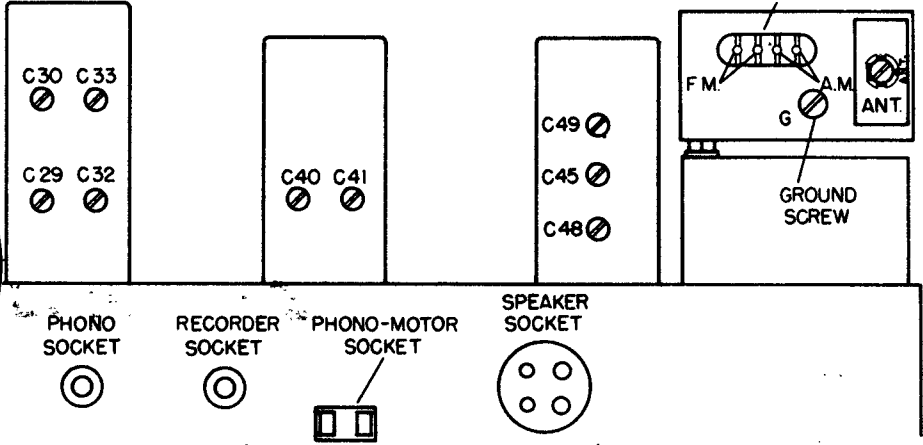 C30 C33
C29 C32
C40 C41
C49
C45
C48
F.M. A.M.
ANT.
G
GROUND
SCREW
PHONO
SOCKET
RECORDER
SOCKET
PHONO-MOTOR
SOCKET
SPEAKER
SOCKET